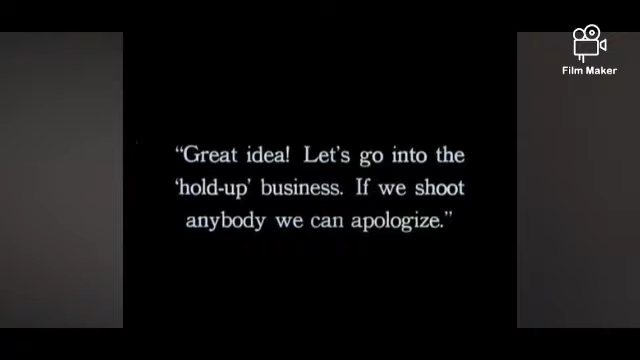 Film Maker
“Great idea! Let's go into the
‘hold-up’ business. If we shoot
anybody we can apologize.”